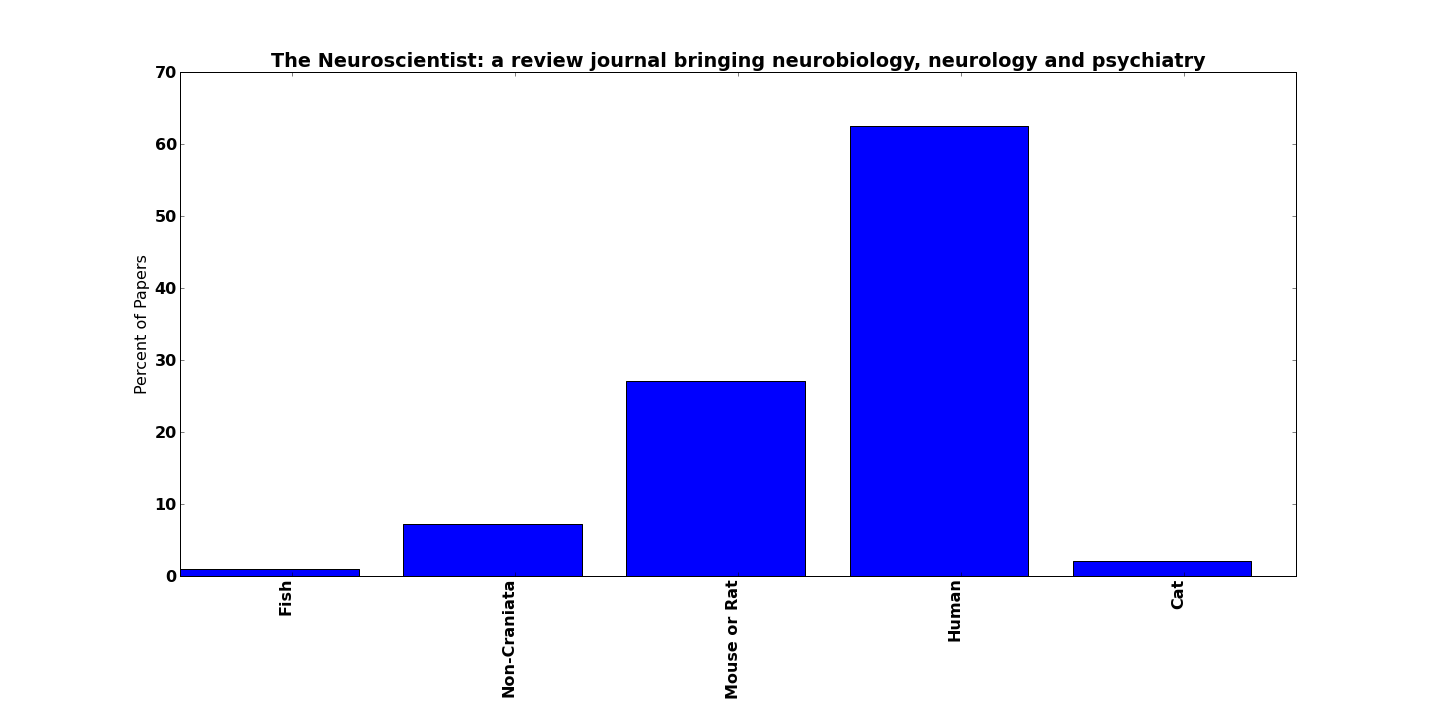 The Neuroscientist: a review journal bringing neurobiology, neurology and psychiatry
70
60
50
40
30
20
10
0
Percent of Papers
Fish
Non-Craniata
Mouse or Rat
Human
Cat